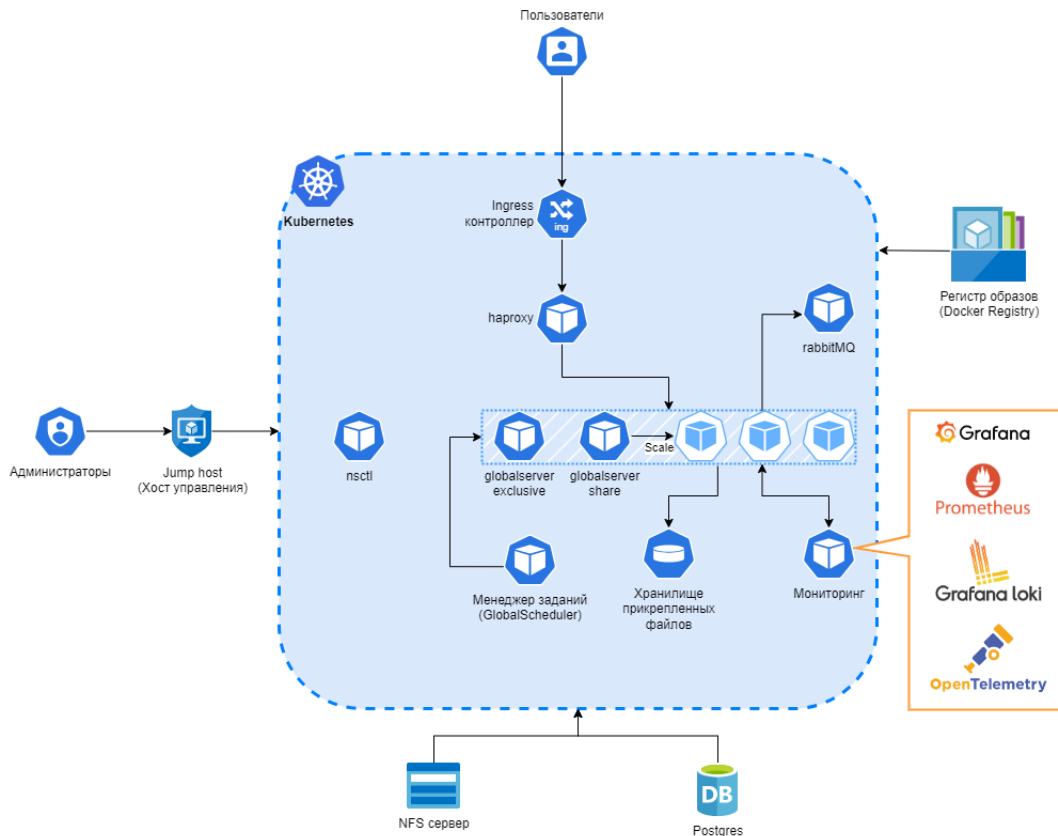 Пользователи
Kubernetes
Ingress
контроллер
ing
haproxy
rabbitMQ
Регистр образов
(Docker Registry)
Администраторы
Jump host
(Хост управления)
nsctl
globalserver
exclusive
globalserver
share
Scale
Менеджер заданий
(GlobalScheduler)
Хранилище
прикрепленных
файлов
Мониторинг
Grafana
Prometheus
Grafana loki
OpenTelemetry
NFS сервер
DB
Postgres